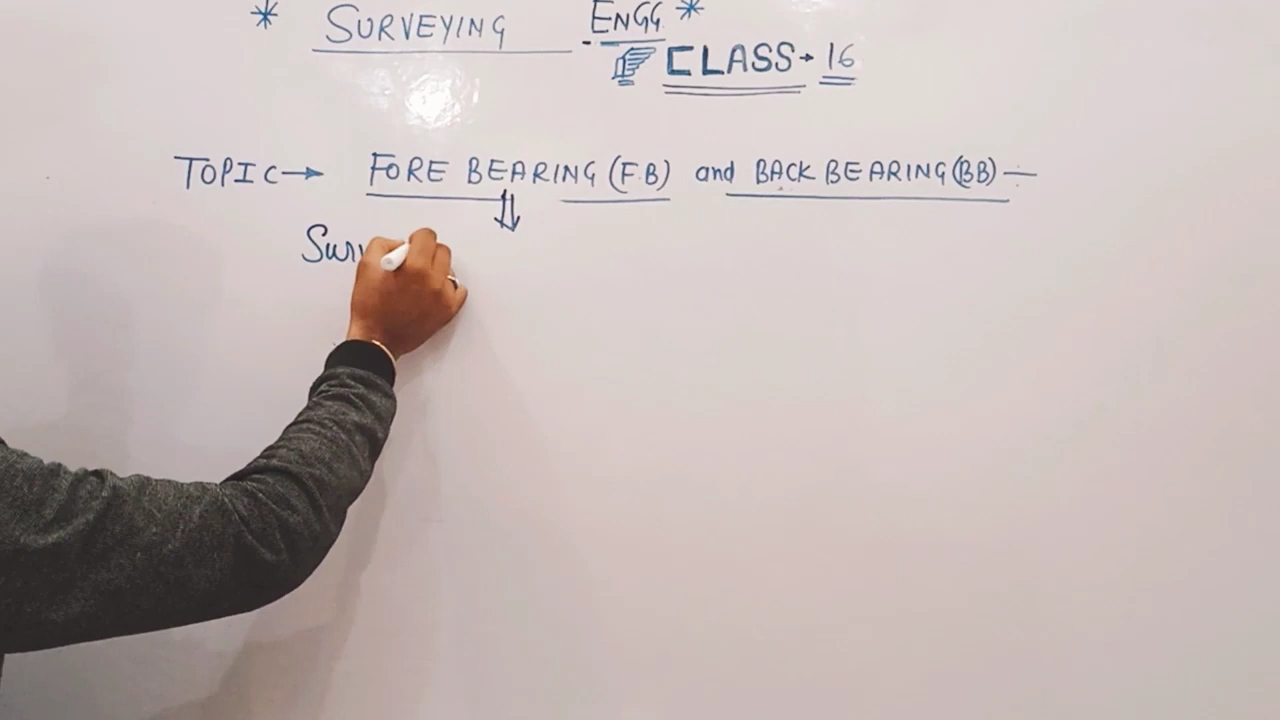 * SURVEYING ENGG *
CLASS → 16
TOPIC → FORE BEARING (F.B) and BACK BEARING (BB) —